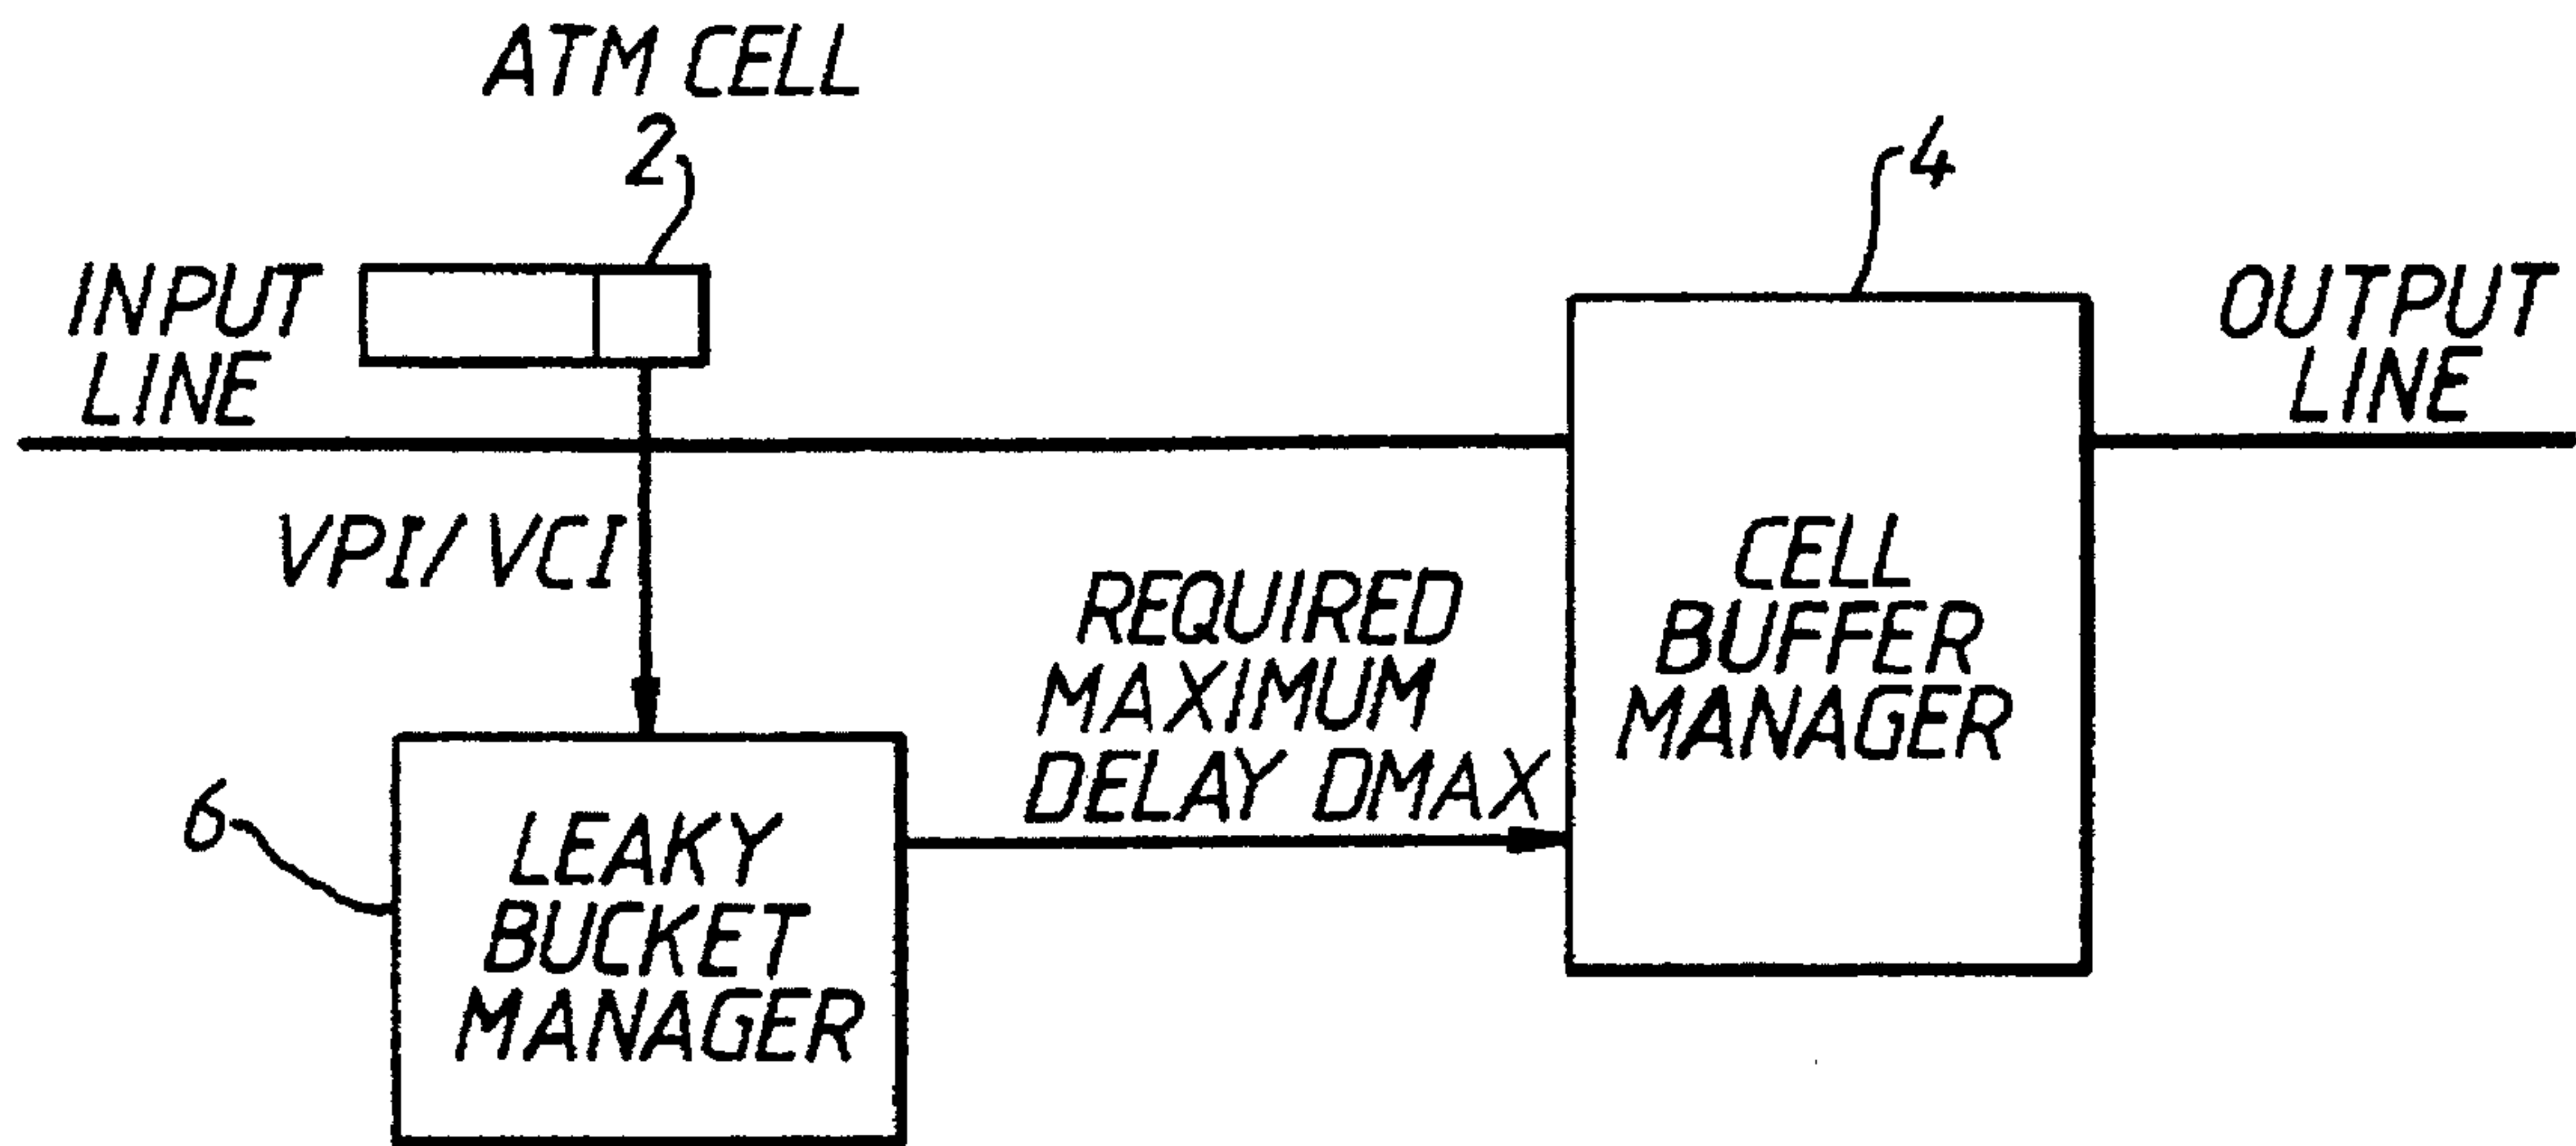 ATM CELL
2
4
INPUT
LINE
OUTPUT
LINE
VPI/VCI
REQUIRED
MAXIMUM
DELAY DMAX
CELL
BUFFER
MANAGER
6
LEAKY
BUCKET
MANAGER